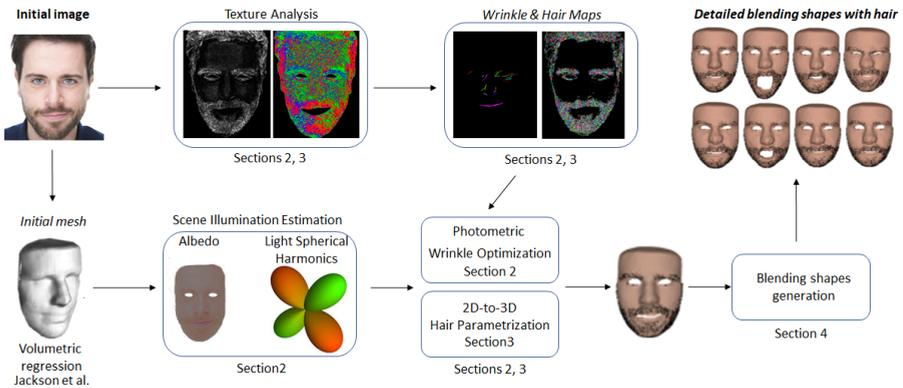 Initial image
Texture Analysis
Wrinkle & Hair Maps
Detailed blending shapes with hair
Sections 2, 3
Sections 2, 3
Initial mesh
Scene Illumination Estimation
Albedo
Light Spherical
Harmonics
Photometric
Wrinkle Optimization
Section 2
2D-to-3D
Hair Parametrization
Section3
Blending shapes
generation
Volumetric
regression
Jackson et al.
Section2
Sections 2, 3
Section 4